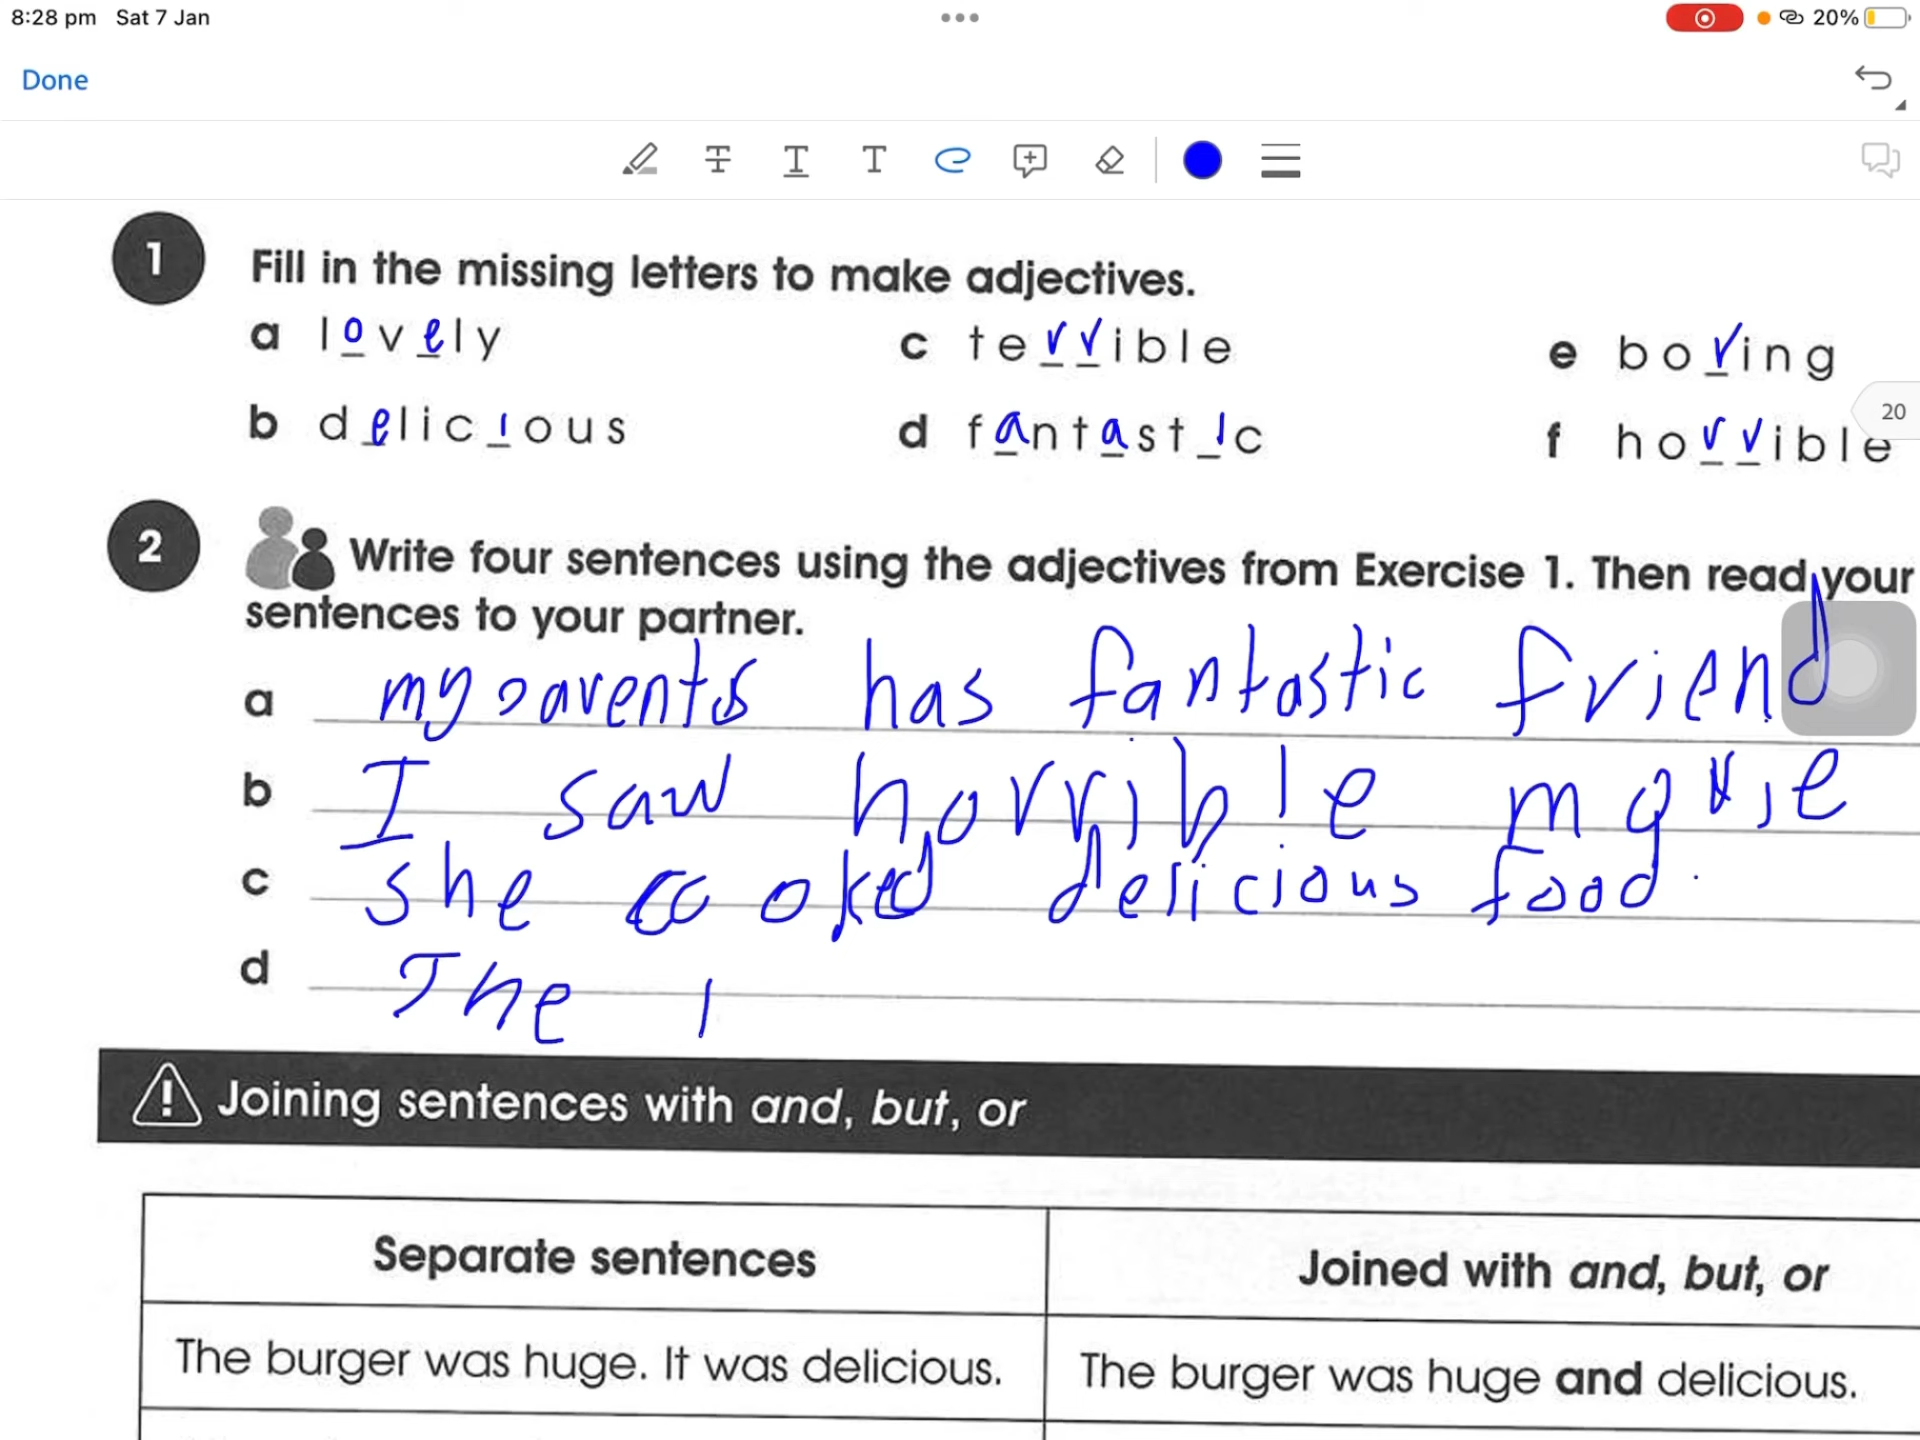 8:28 pm Sat 7 Jan 20%
Done
1 Fill in the missing letters to make adjectives.
a lovely c terrible e boring
b delicious d fantastic f horrible
20
2 Write four sentences using the adjectives from Exercise 1. Then read your
sentences to your partner.
a my parents has fantastic friend
b I saw horrible movie
c she cooked delicious food.
d The
Joining sentences with and, but, or
Separate sentences Joined with and, but, or
The burger was huge. It was delicious. The burger was huge and delicious.